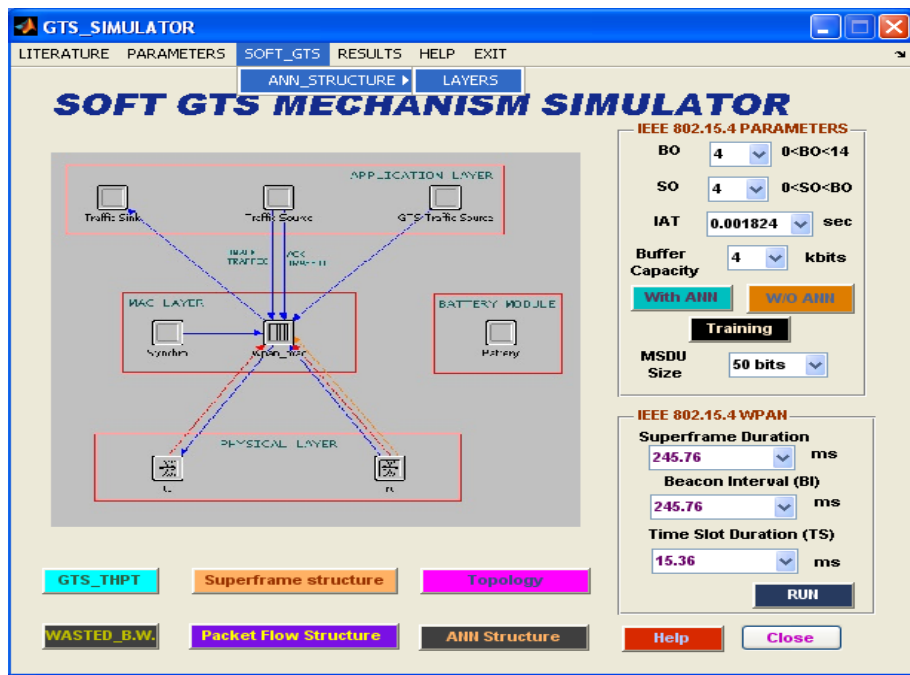 GTS_SIMULATOR
LITERATURE PARAMETERS SOFT_GTS RESULTS HELP EXIT
ANN_STRUCTURE LAYERS
SOFT GTS MECHANISM SIMULATOR
APPLICATION LAYER
Traffic Sink Traffic Source GTS Traffic Source
TRAFFIC
ACK
MAC LAYER
Synchro wpan_mac
BATTERY MODULE
Battery
PHYSICAL LAYER
IEEE 802.15.4 PARAMETERS
BO 4 0<BO<14
SO 4 0<SO<BO
IAT 0.001824 sec
Buffer
Capacity 4 kbits
With ANN W/O ANN
Training
MSDU
Size 50 bits
IEEE 802.15.4 WPAN
Superframe Duration
245.76 ms
Beacon Interval (BI)
245.76 ms
Time Slot Duration (TS)
15.36 ms
RUN
GTS_THPT Superframe structure Topology
WASTED_B.W. Packet Flow Structure ANN Structure Help Close